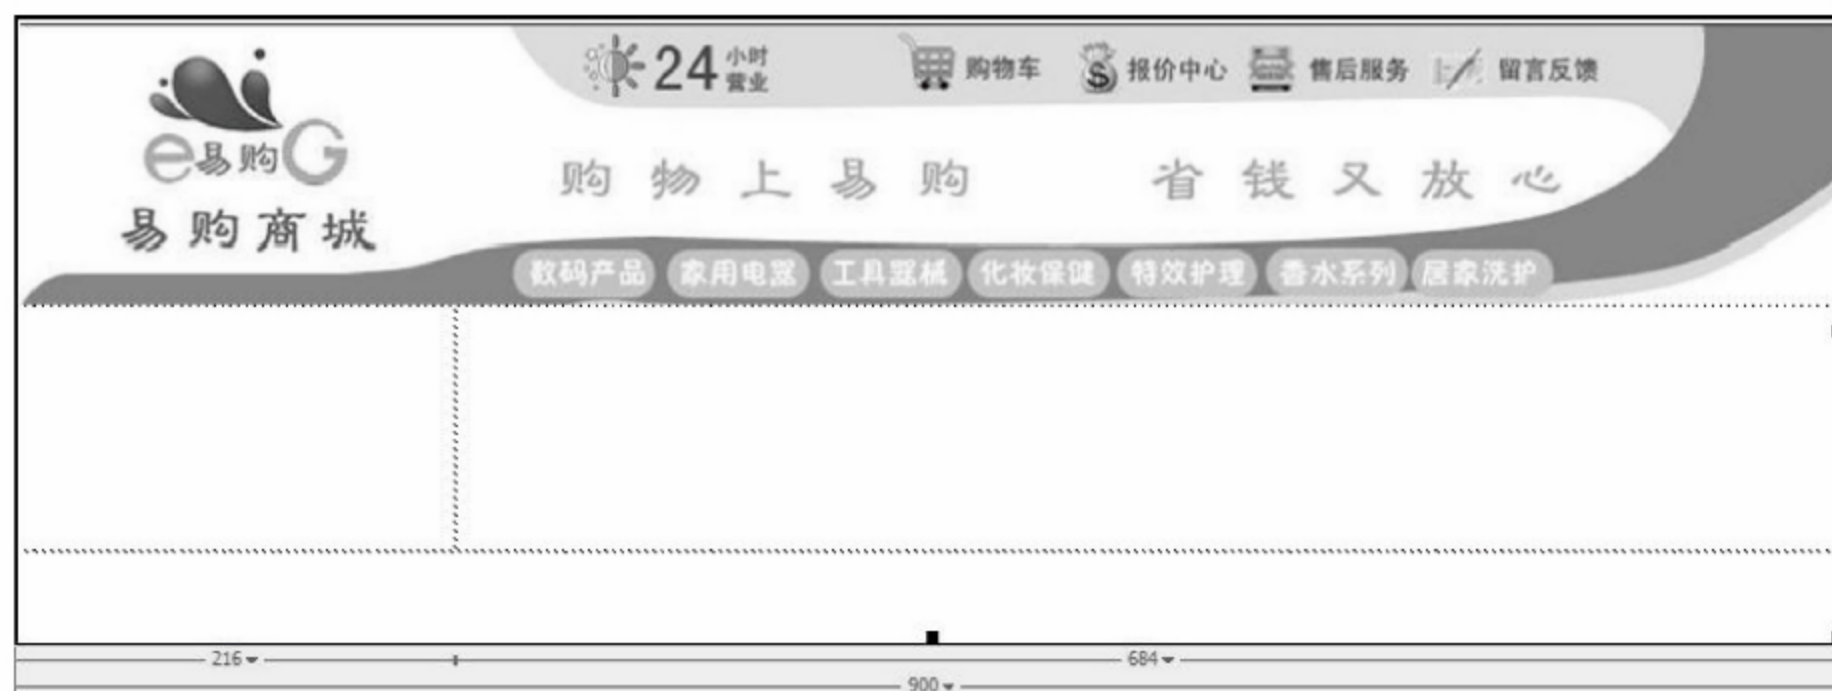 24 小时营业 购物车 报价中心 售后服务 留言反馈
e易购G
易购商城
购物上易购 省钱又放心
数码产品 家用电器 工具器械 化妆保健 特效护理 香水系列 居家洗护
216 684
900